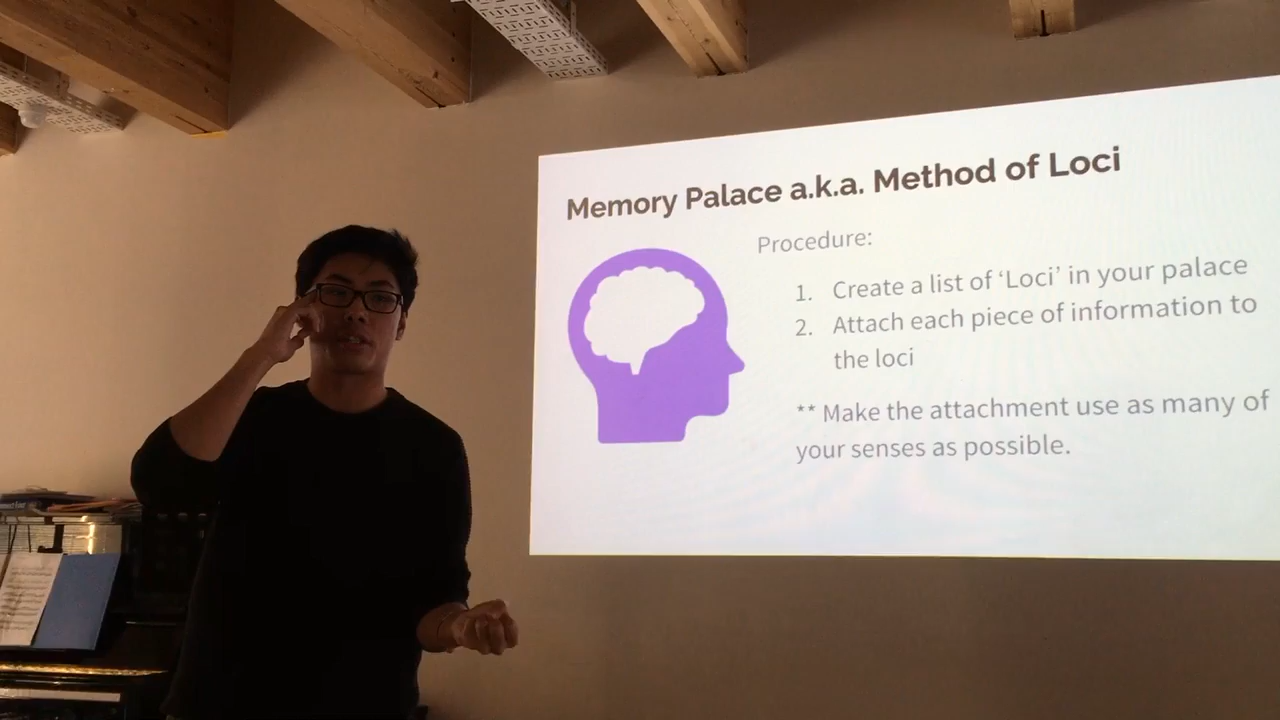 Memory Palace a.k.a. Method of Loci
Procedure:
1. Create a list of ‘Loci’ in your palace
2. Attach each piece of information to
the loci
** Make the attachment use as many of
your senses as possible.